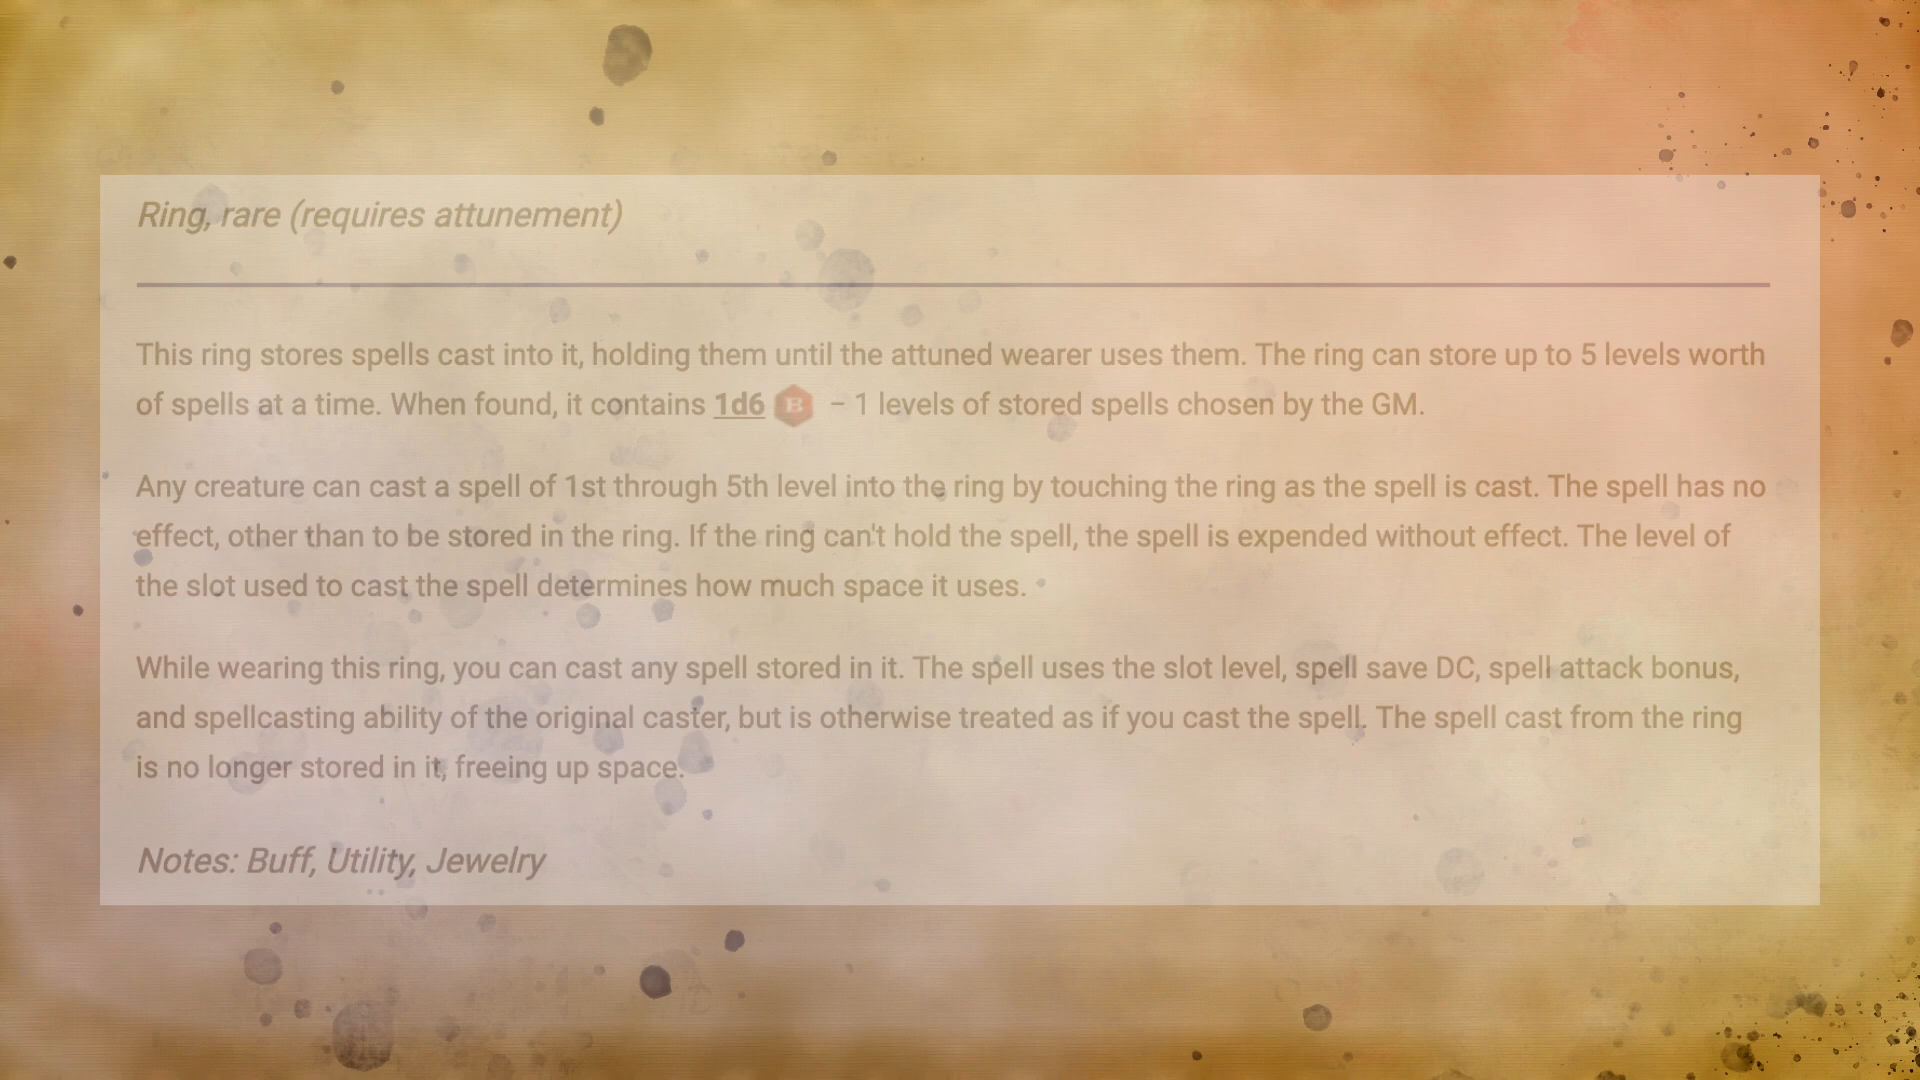 Ring, rare (requires attunement)
This ring stores spells cast into it, holding them until the attuned wearer uses them. The ring can store up to 5 levels worth
of spells at a time. When found, it contains 1d6 B – 1 levels of stored spells chosen by the GM.
Any creature can cast a spell of 1st through 5th level into the ring by touching the ring as the spell is cast. The spell has no
effect, other than to be stored in the ring. If the ring can't hold the spell, the spell is expended without effect. The level of
the slot used to cast the spell determines how much space it uses.
While wearing this ring, you can cast any spell stored in it. The spell uses the slot level, spell save DC, spell attack bonus,
and spellcasting ability of the original caster, but is otherwise treated as if you cast the spell. The spell cast from the ring
is no longer stored in it, freeing up space.
Notes: Buff, Utility, Jewelry